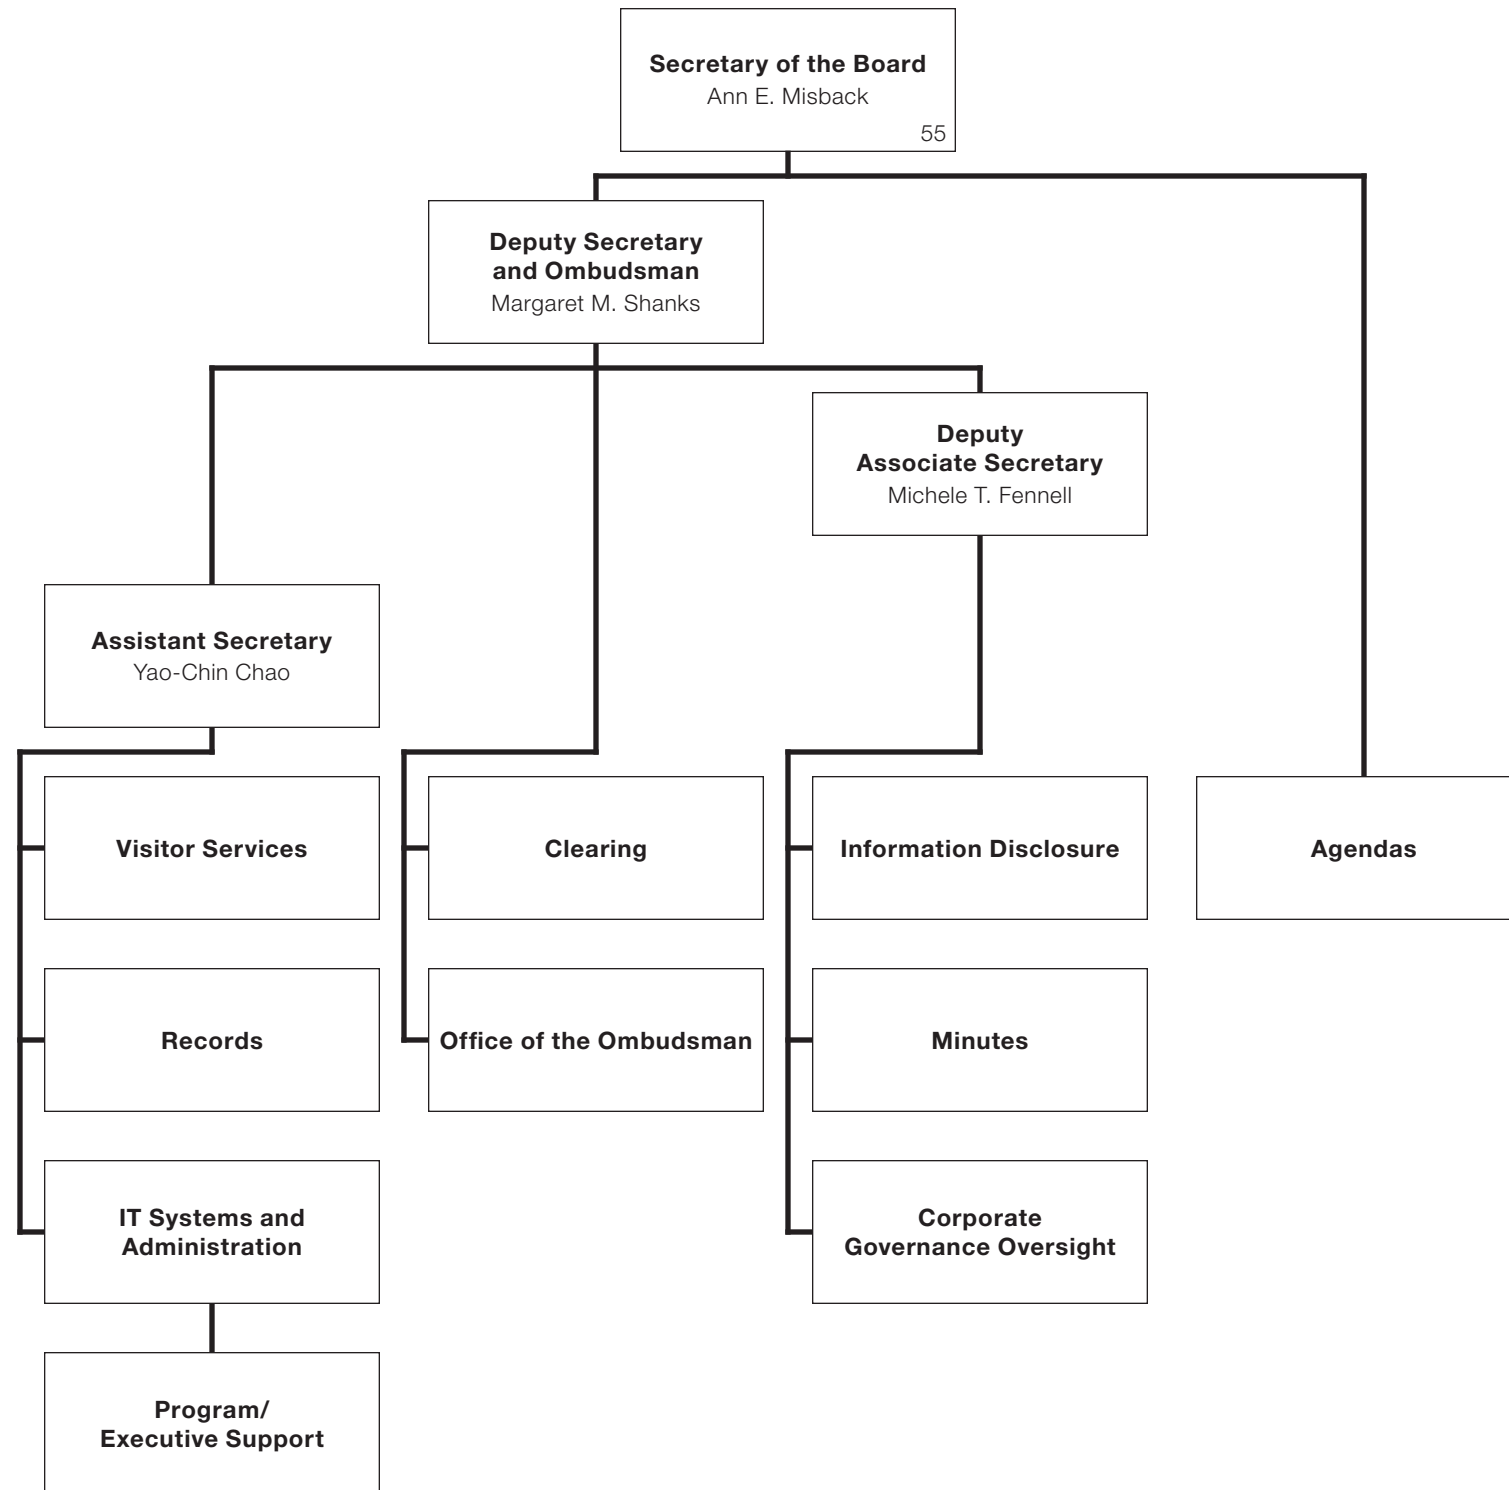 Secretary of the Board
Ann E. Misback
55
Deputy Secretary
and Ombudsman
Margaret M. Shanks
Deputy
Associate Secretary
Michele T. Fennell
Assistant Secretary
Yao-Chin Chao
Visitor Services
Clearing
Information Disclosure
Agendas
Records
Office of the Ombudsman
Minutes
IT Systems and
Administration
Corporate
Governance Oversight
Program/
Executive Support